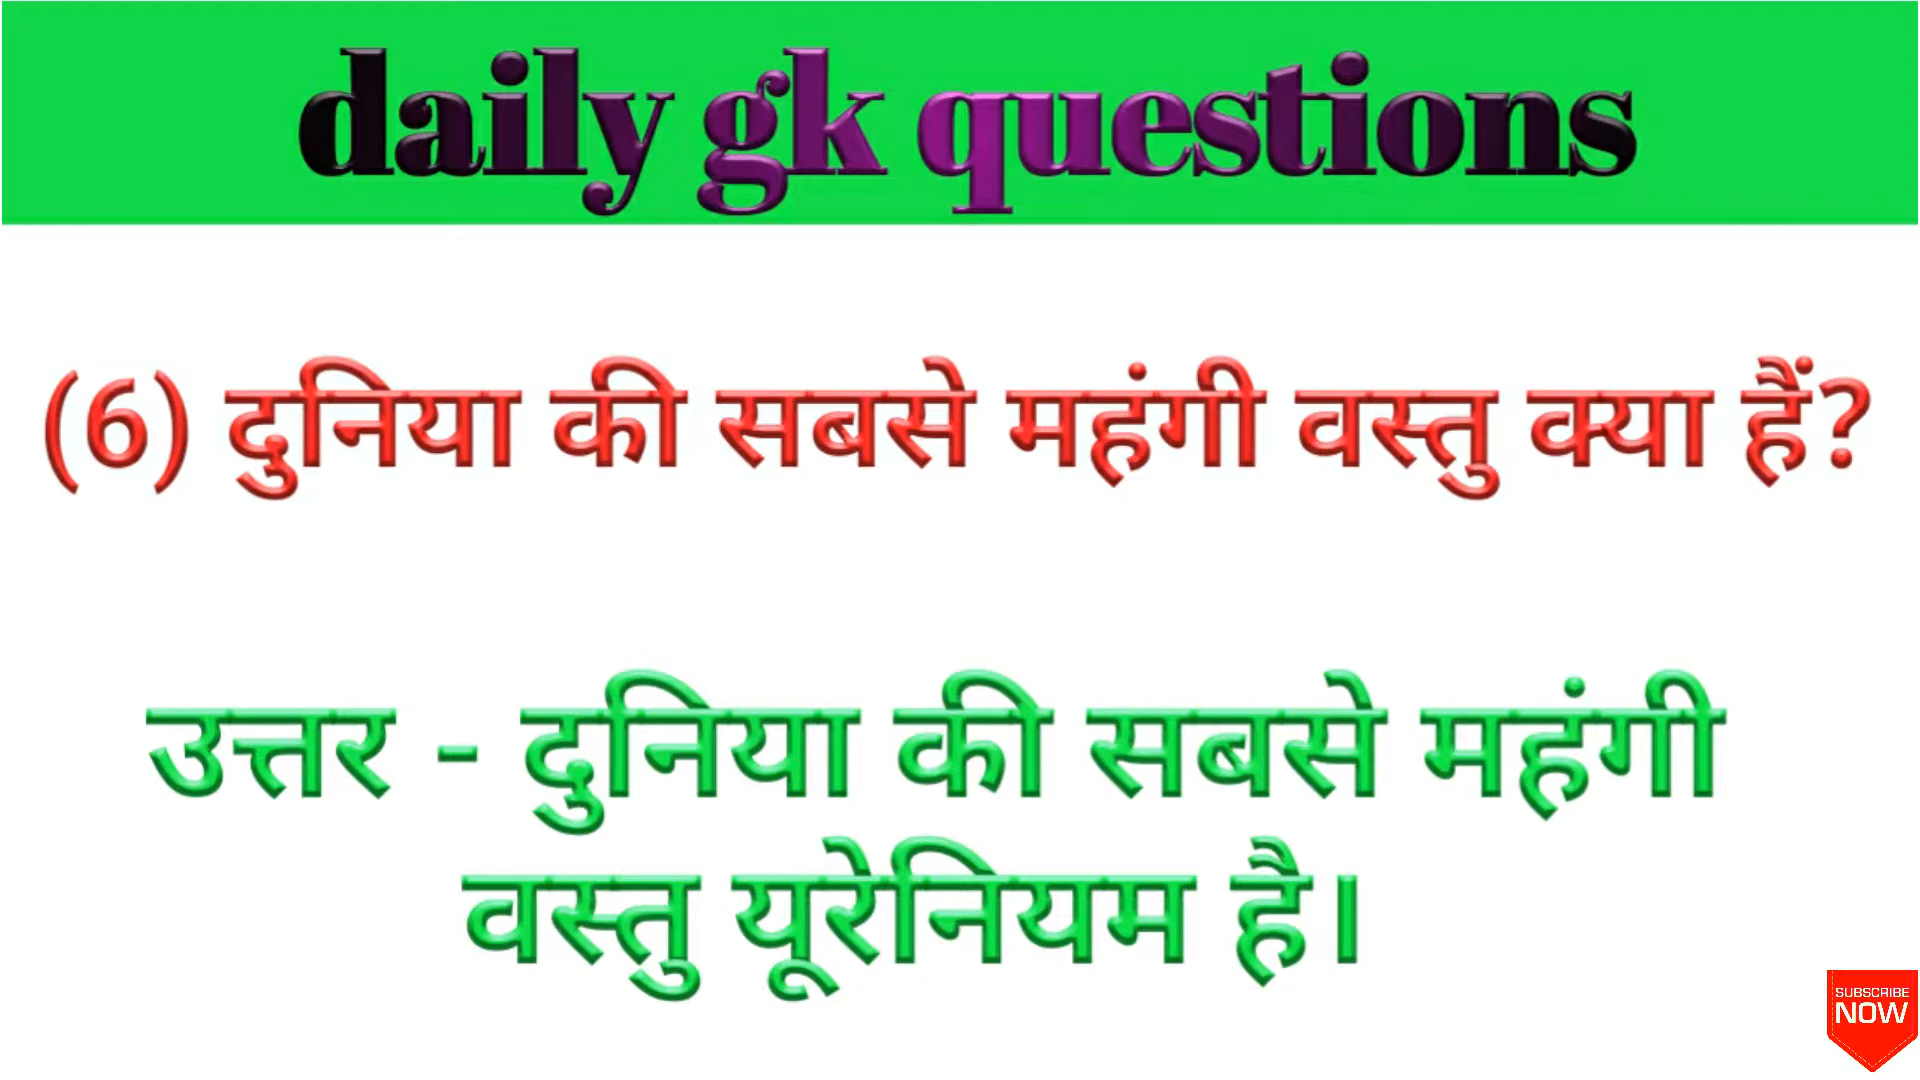 daily gk questions
(6) दुनिया की सबसे महंगी वस्तु क्या हैं?
उत्तर - दुनिया की सबसे महंगी
वस्तु यूरेनियम है।
SUBSCRIBE
NOW